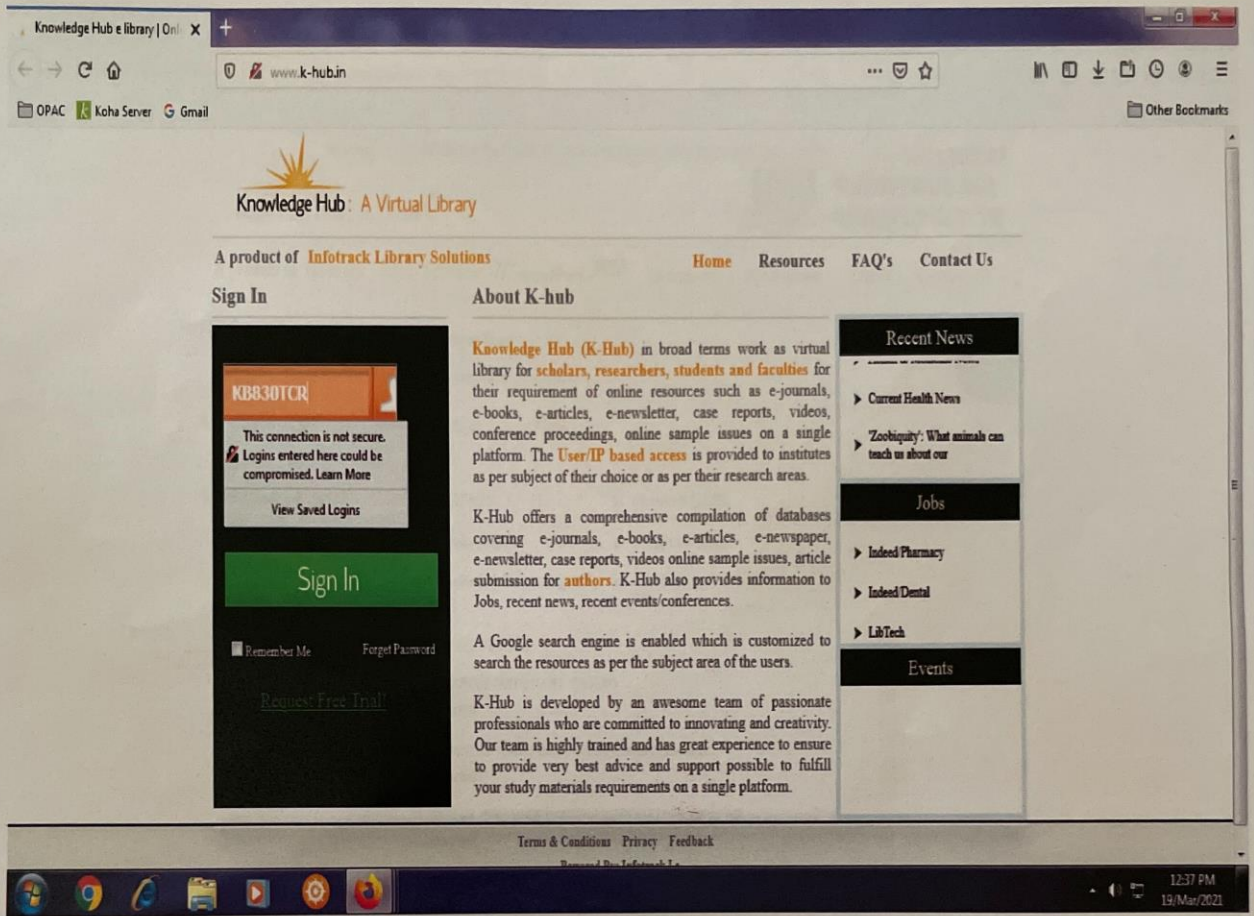 Knowledge Hub e library | Onl
www.k-hub.in
OPAC Koha Server Gmail
Other Bookmarks
Knowledge Hub : A Virtual Library
A product of Infotrack Library Solutions
Home Resources FAQ's Contact Us
Sign In
KB830TCR
This connection is not secure.
Logins entered here could be
compromised. Learn More
View Saved Logins
Sign In
Remember Me Forget Password
Request Free Trial!
About K-hub
Knowledge Hub (K-Hub) in broad terms work as virtual
library for scholars, researchers, students and faculties for
their requirement of online resources such as e-journals,
e-books, e-articles, e-newsletter, case reports, videos,
conference proceedings, online sample issues on a single
platform. The User/IP based access is provided to institutes
as per subject of their choice or as per their research areas.
K-Hub offers a comprehensive compilation of databases
covering e-journals, e-books, e-articles, e-newspaper,
e-newsletter, case reports, videos online sample issues, article
submission for authors. K-Hub also provides information to
Jobs, recent news, recent events/conferences.
A Google search engine is enabled which is customized to
search the resources as per the subject area of the users.
K-Hub is developed by an awesome team of passionate
professionals who are committed to innovating and creativity.
Our team is highly trained and has great experience to ensure
to provide very best advice and support possible to fulfill
your study materials requirements on a single platform.
Recent News
Current Health News
'Zoobiquity': What animals can
teach us about our
Jobs
Indeed/Pharmacy
Indeed/Dental
LibTech
Events
Terms & Conditions Privacy Feedback
12:37 PM
19/Mar/2021